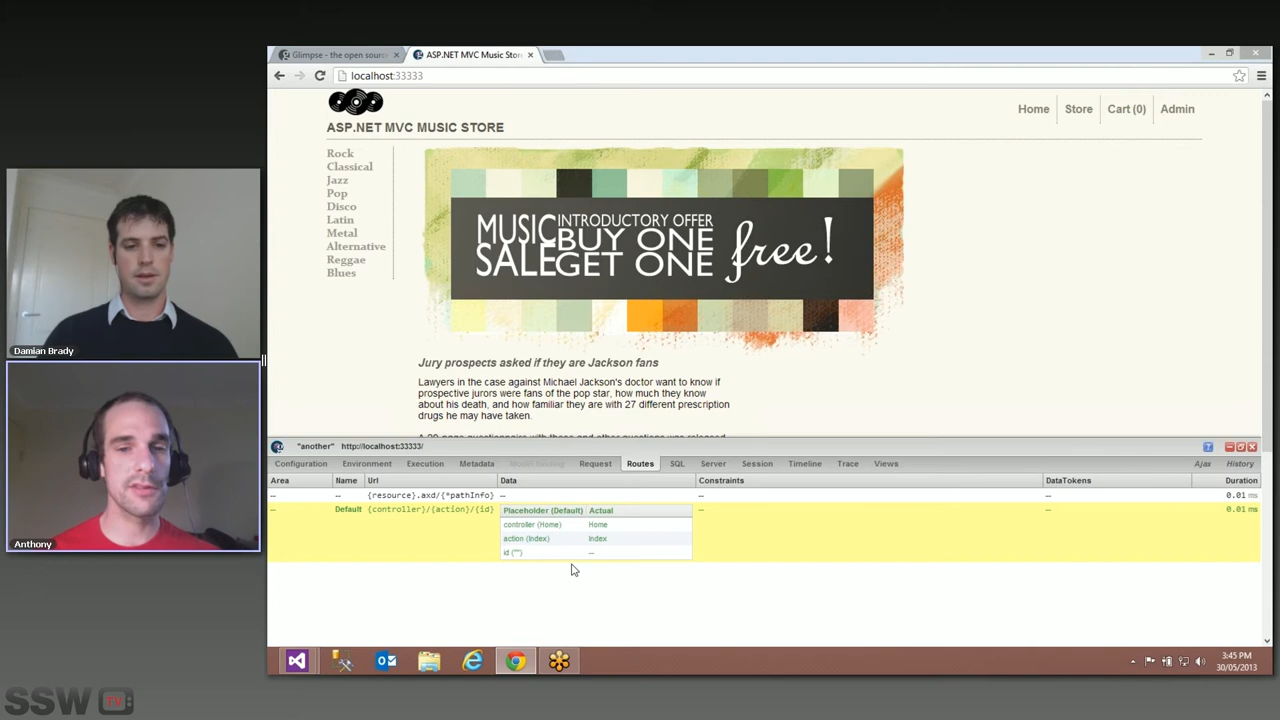 Glimpse - the open sourc
ASP.NET MVC Music Stor
localhost:33333
ASP.NET MVC MUSIC STORE
Home
Store
Cart (0)
Admin
Rock
Classical
Jazz
Pop
Disco
Latin
Metal
Alternative
Reggae
Blues
MUSIC SALE
INTRODUCTORY OFFER
BUY ONE
GET ONE
free!
Jury prospects asked if they are Jackson fans
Lawyers in the case against Michael Jackson's doctor want to know if
prospective jurors were fans of the pop star, how much they know
about his death, and how familiar they are with 27 different prescription
drugs he may have taken.
Damian Brady
Anthony
"another" http://localhost:33333/
Configuration Environment Execution Metadata Request Routes SQL Server Session Timeline Trace Views Ajax History
Area Name Url Data Constraints DataTokens Duration
-- -- {resource}.axd/{*pathInfo} -- -- -- 0.01 ms
-- Default {controller}/{action}/{id} -- -- 0.01 ms
Placeholder (Default) Actual
controller (Home) Home
action (Index) Index
id ("") --
3:45 PM
30/05/2013
SSW TV